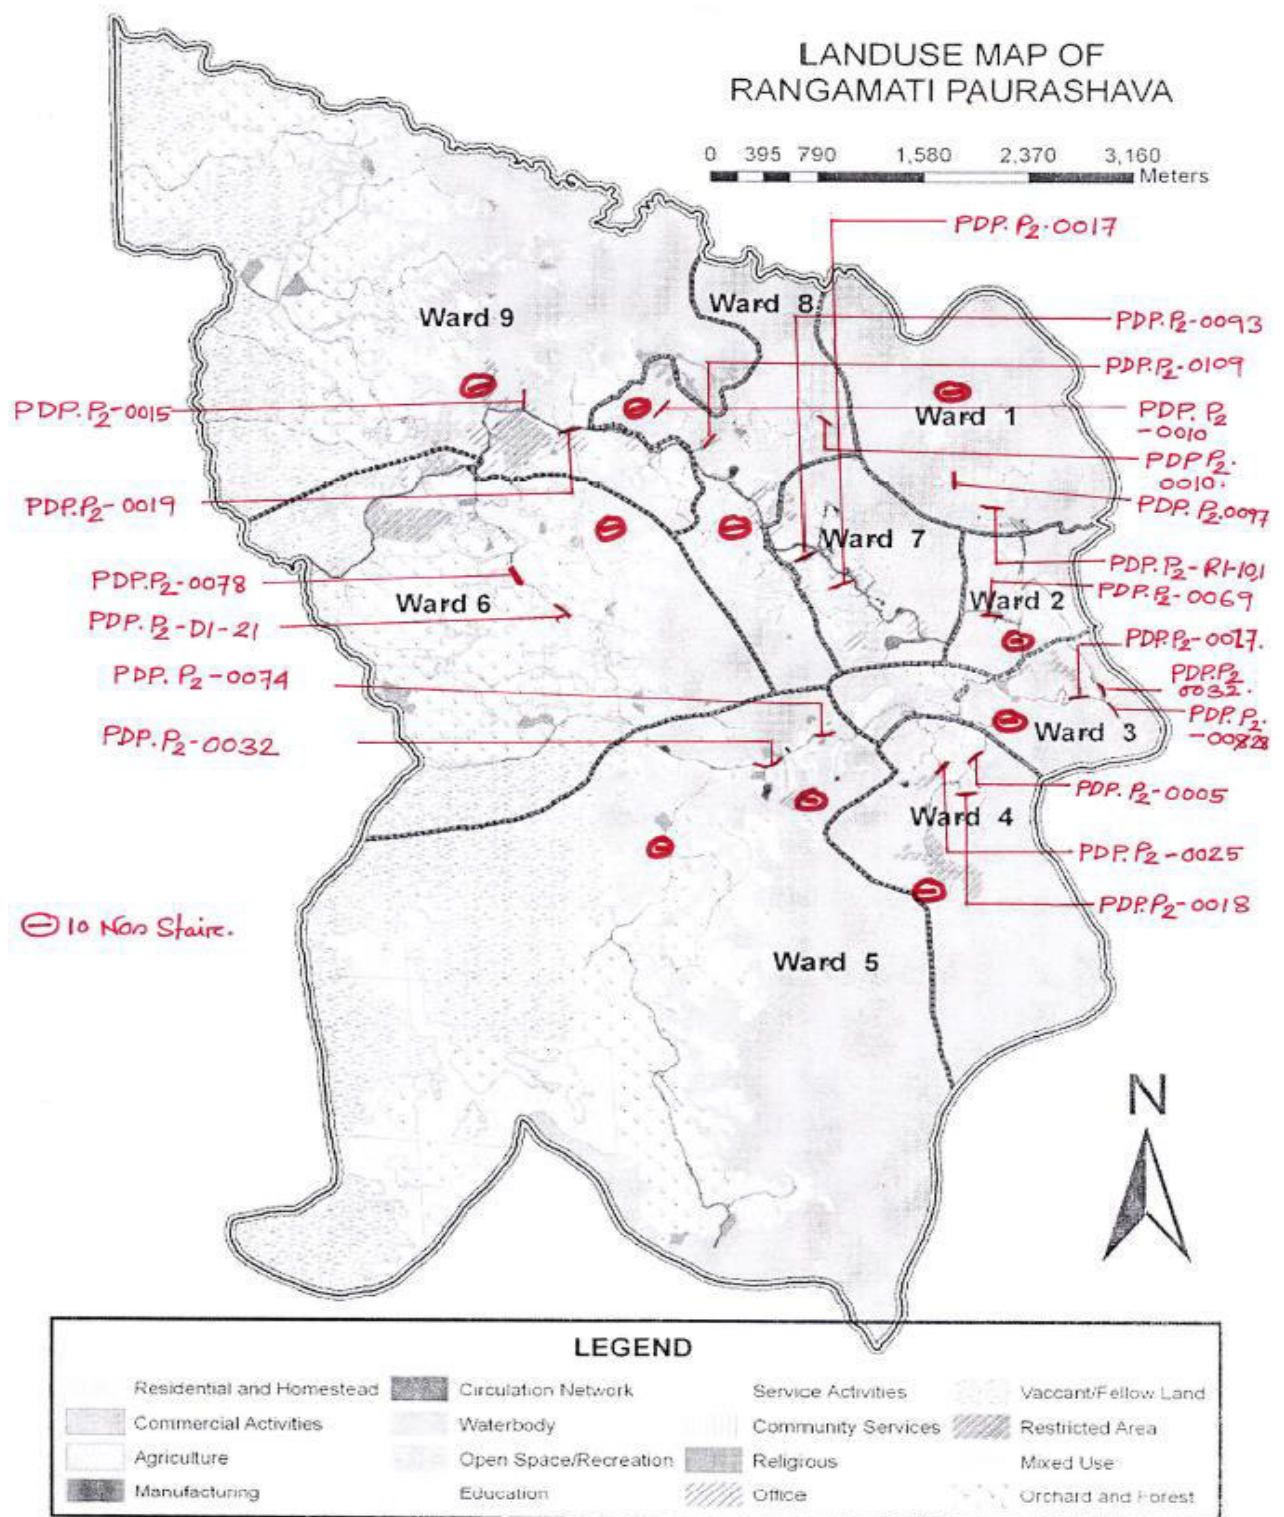 LANDUSE MAP OF
RANGAMATI PAURASHAVA
0 395 790 1,580 2,370 3,160
Meters
PDP. P2. 0017
Ward 8
Ward 9
PDP. P2-0093
PDP. P2-0109
Ward 1
PDP. P2-0015
PDP. P2
-0010
PDP P2.
0010.
PDP.P2-0019
PDP. P2.0097
Ward 7
PDP.P2-R1-10,1
PDP.P2-0078
Ward 6
Ward 2
PDP.P2-0069
PDP.P2-D1-21
PDP.P2-0017.
PDP. P2-0074
PDP.P2
0032.
PDP. P2-0032
Ward 3
PDP. P2.
PDP. P2-0005
Ward 4
PDP. P2-0025
PDP.P2-0018
10 Nos Staire.
Ward 5
N
LEGEND
Residential and Homestead Circulation Network Service Activities Vaccant/Fellow Land
Commercial Activities Waterbody Community Services Restricted Area
Agriculture Open Space/Recreation Religious Mixed Use
Manufacturing Education Office Orchard and Forest